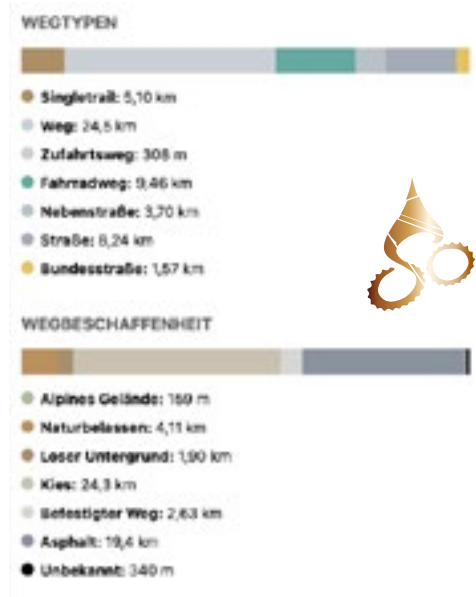 WEGTYPEN
Singletrail: 5,10 km
Weg: 24,5 km
Zufahrtsweg: 308 m
Fahrradweg: 9,46 km
Nebenstraße: 3,70 km
Straße: 8,24 km
Bundesstraße: 1,57 km
WEGBESCHAFFENHEIT
Alpines Gelände: 159 m
Naturbelassen: 4,11 km
Loser Untergrund: 1,90 km
Kies: 24,3 km
Befestigter Weg: 2,63 km
Asphalt: 19,4 km
Unbekannt: 340 m